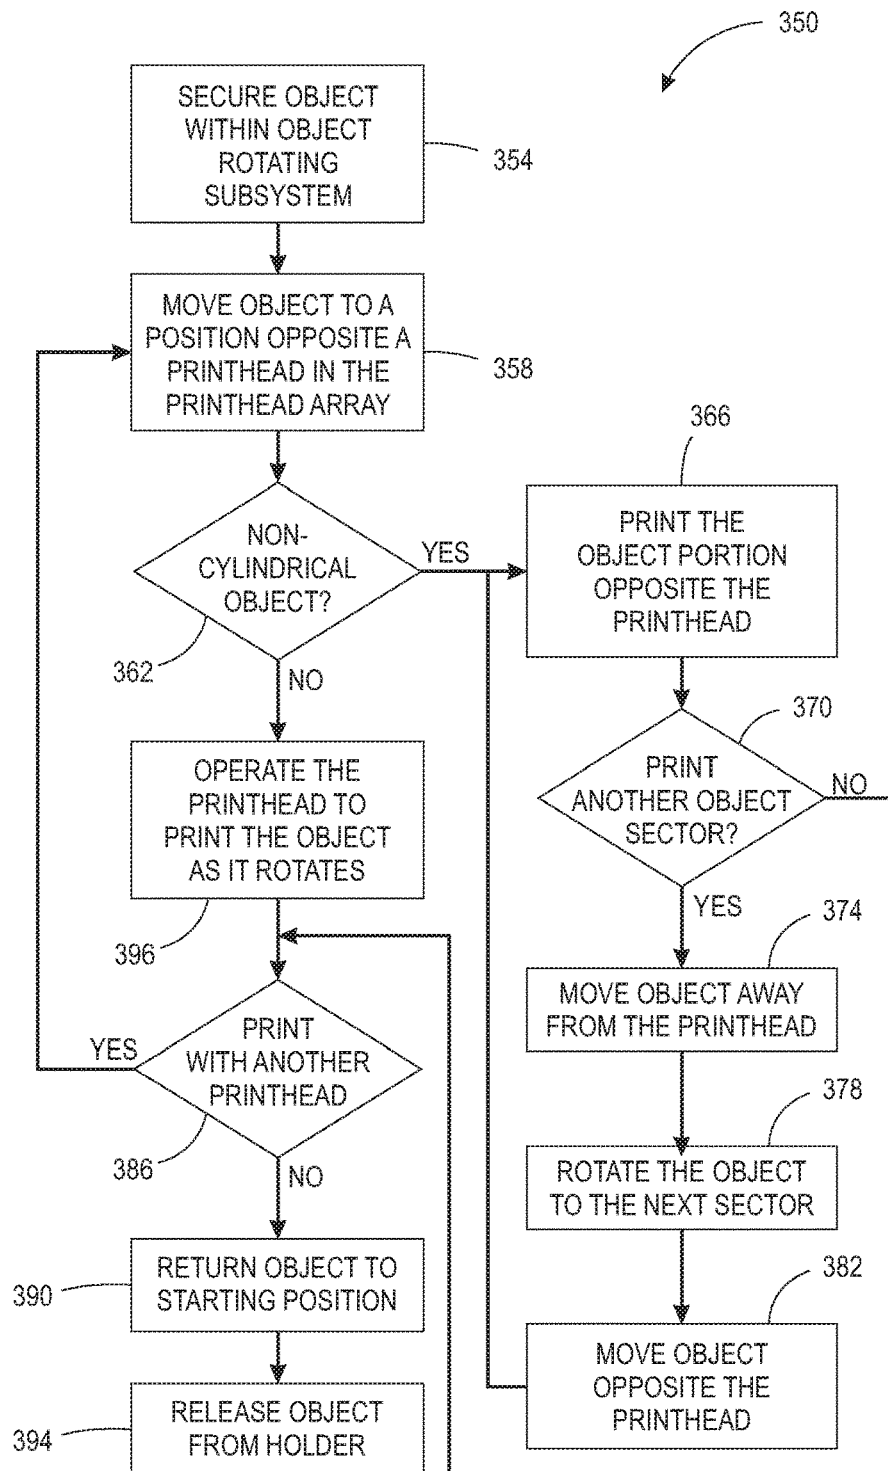 350
SECURE OBJECT
WITHIN OBJECT
ROTATING
SUBSYSTEM
354
MOVE OBJECT TO A
POSITION OPPOSITE A
PRINTHEAD IN THE
PRINTHEAD ARRAY
358
NON-
CYLINDRICAL
OBJECT?
YES
362
NO
366
PRINT THE
OBJECT PORTION
OPPOSITE THE
PRINTHEAD
370
PRINT
ANOTHER OBJECT
SECTOR?
NO
YES
OPERATE THE
PRINTHEAD TO
PRINT THE OBJECT
AS IT ROTATES
396
374
MOVE OBJECT AWAY
FROM THE PRINTHEAD
YES
PRINT
WITH ANOTHER
PRINTHEAD
386
NO
378
ROTATE THE OBJECT
TO THE NEXT SECTOR
382
MOVE OBJECT
OPPOSITE THE
PRINTHEAD
390
RETURN OBJECT TO
STARTING POSITION
394
RELEASE OBJECT
FROM HOLDER